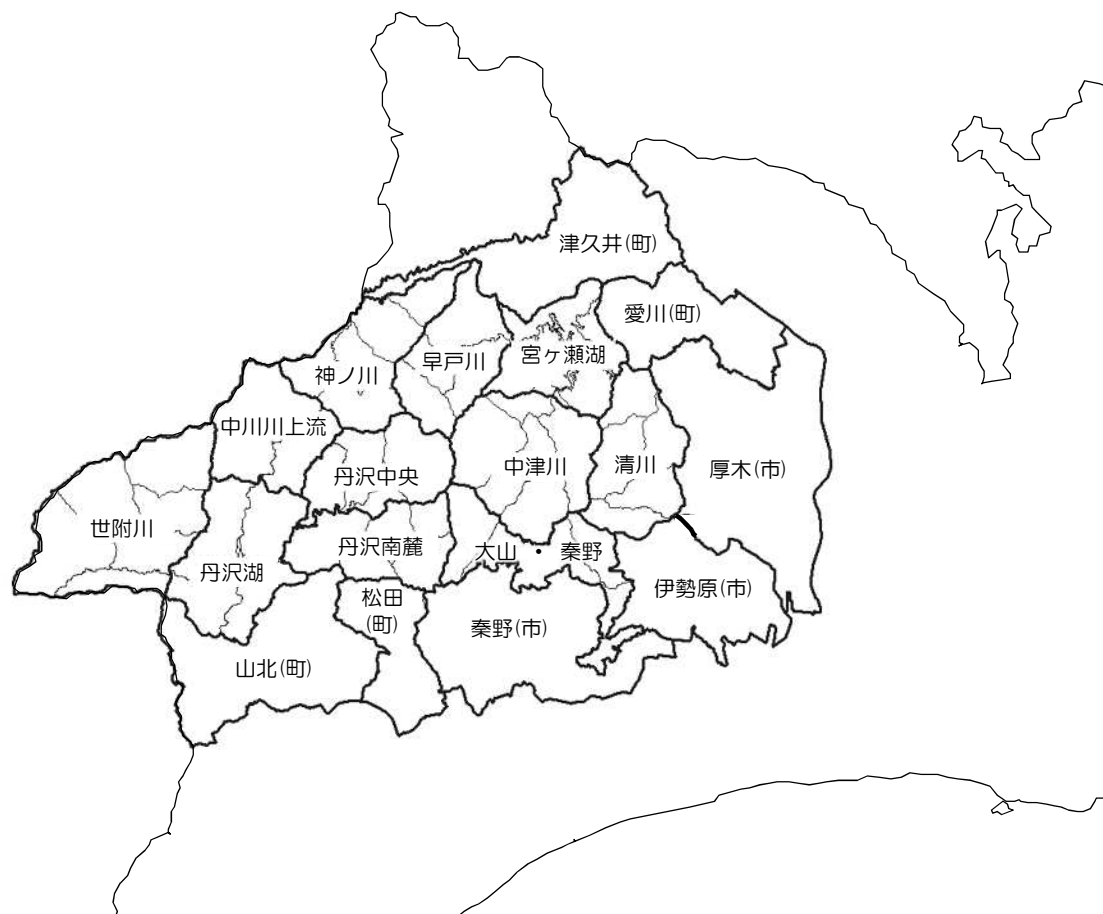 津久井(町)
愛川(町)
宮ヶ瀬湖
早戸川
神ノ川
中川川上流
丹沢中央
中津川
清川
厚木(市)
世附川
丹沢湖
丹沢南麓
大山・秦野
伊勢原(市)
松田
(町)
秦野(市)
山北(町)